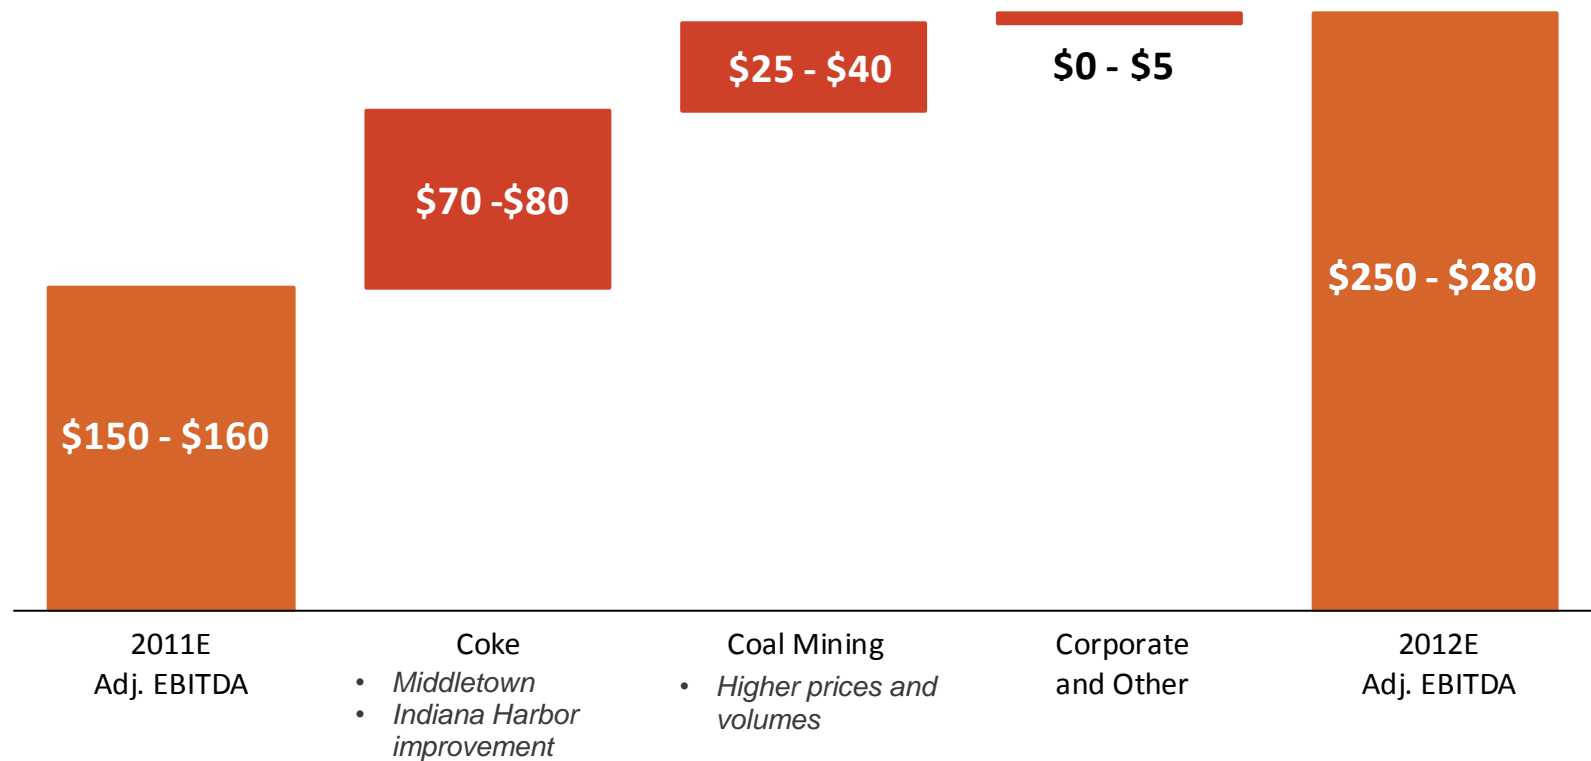 $25 - $40
$0 - $5
$70 -$80
$250 - $280
$150 - $160
2011E
Adj. EBITDA
Coke
• Middletown
• Indiana Harbor
improvement
Coal Mining
• Higher prices and
volumes
Corporate
and Other
2012E
Adj. EBITDA